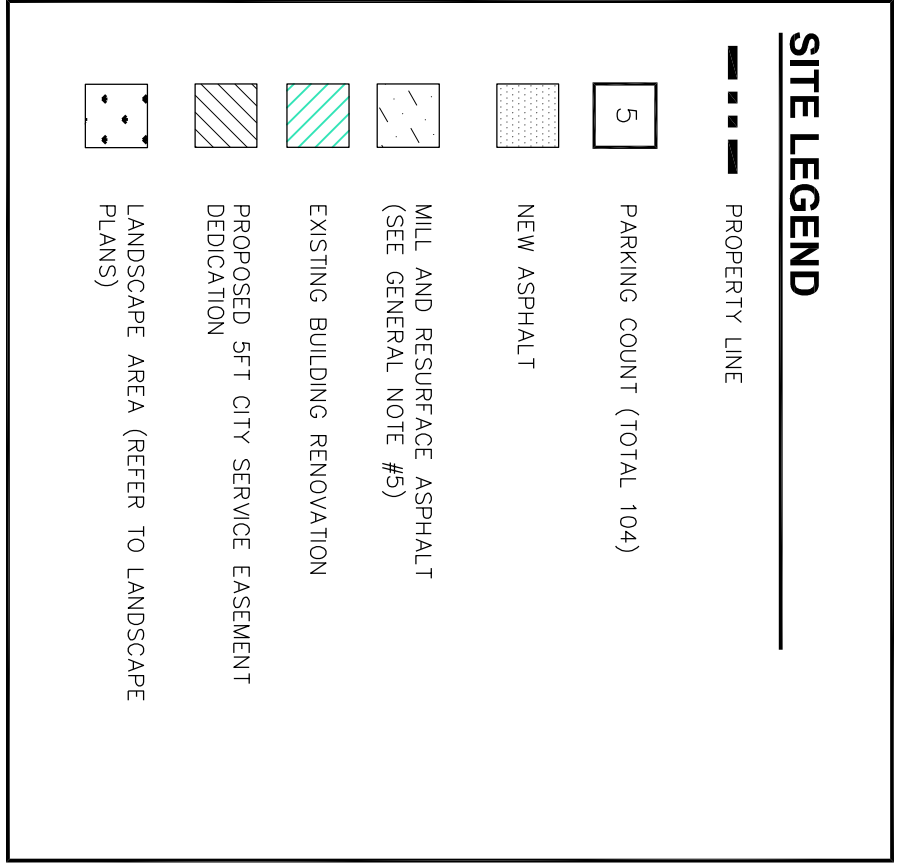 SITE LEGEND
PROPERTY LINE
5
PARKING COUNT (TOTAL 104)
NEW ASPHALT
MILL AND RESURFACE ASPHALT
(SEE GENERAL NOTE #5)
EXISTING BUILDING RENOVATION
PROPOSED 5FT CITY SERVICE EASEMENT
DEDICATION
LANDSCAPE AREA (REFER TO LANDSCAPE
PLANS)